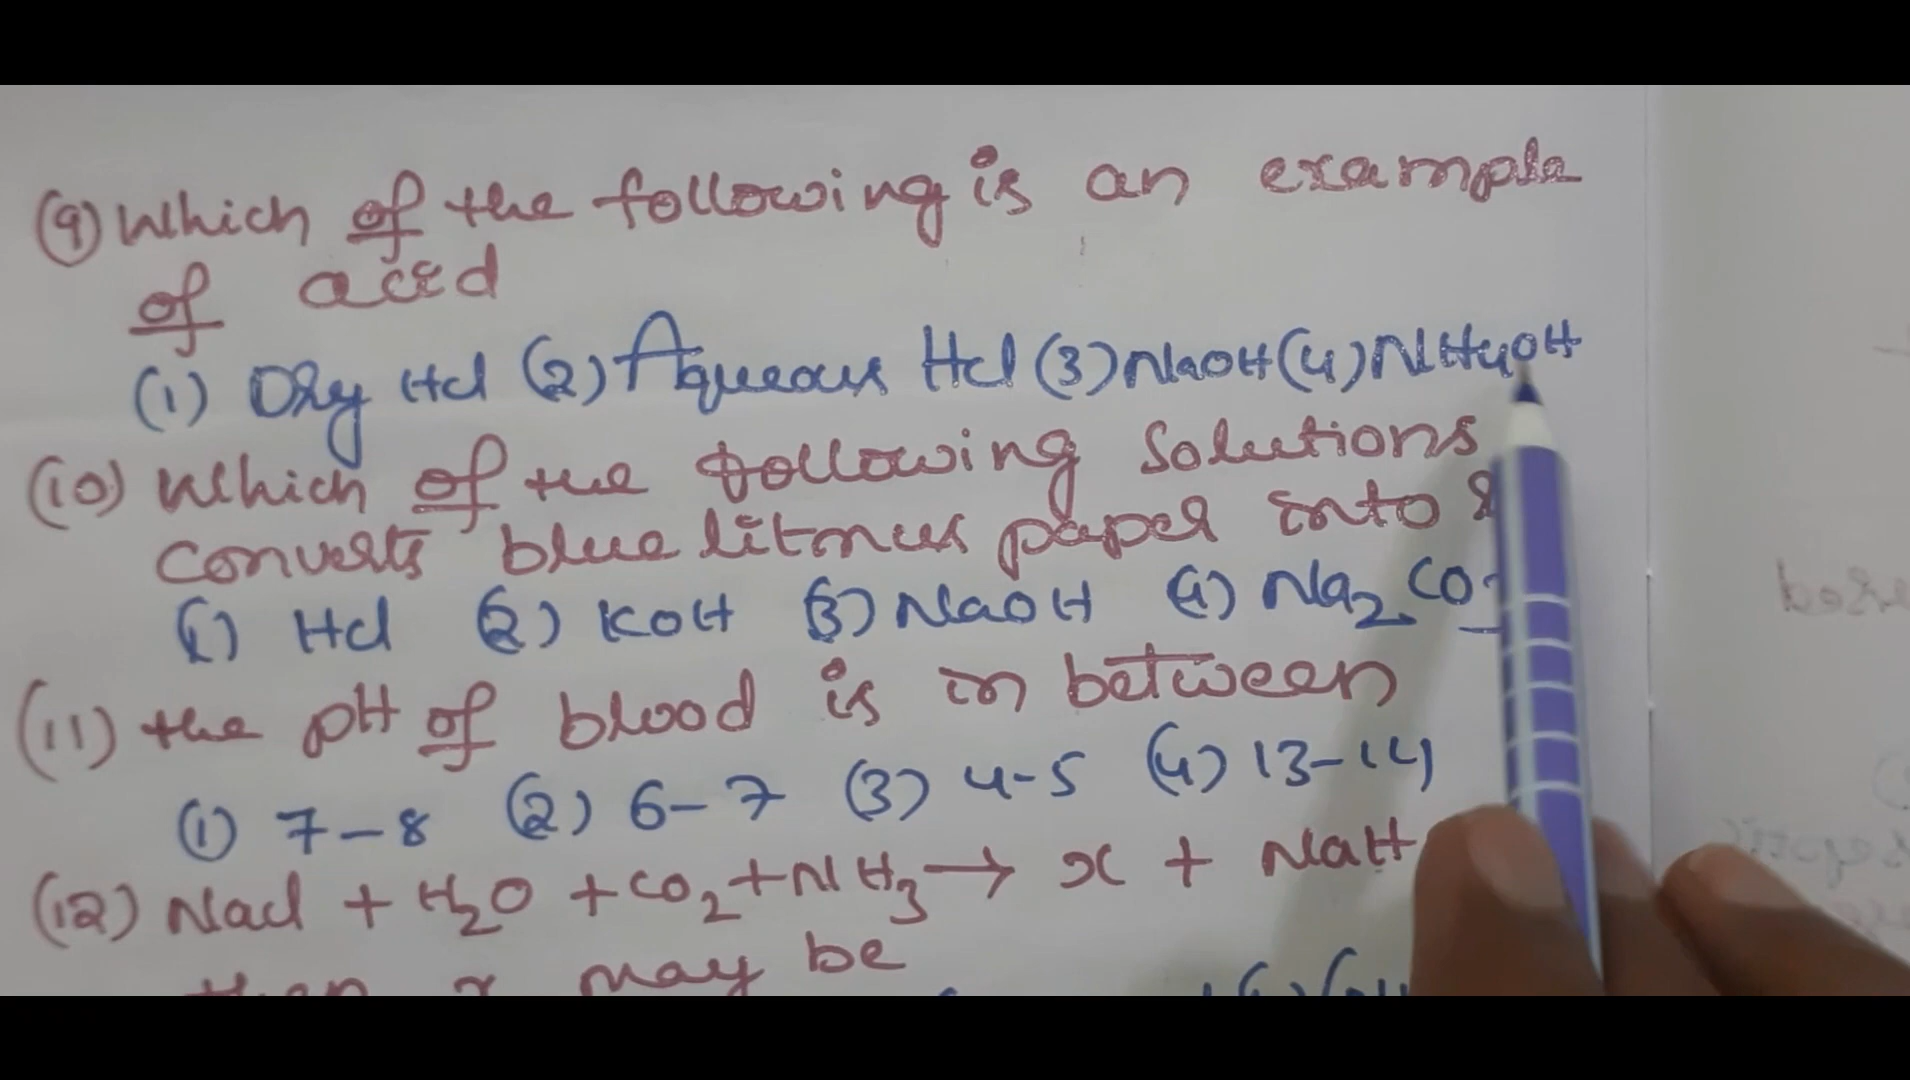 (9) Which of the following is an example
of acid
(1) Dry Hcl (2) Aqueous Hcl (3) NaOH (4) NH4OH
(10) Which of the following Solutions
converts blue litmus paper into
(1) Hcl (2) KOH (3) NaOH (4) Na2CO3
(11) the pH of blood is in between
(1) 7-8 (2) 6-7 (3) 4-5 (4) 13-14
(12) Nacl + H2O + CO2 + NH3 → x + NaH
then x may be